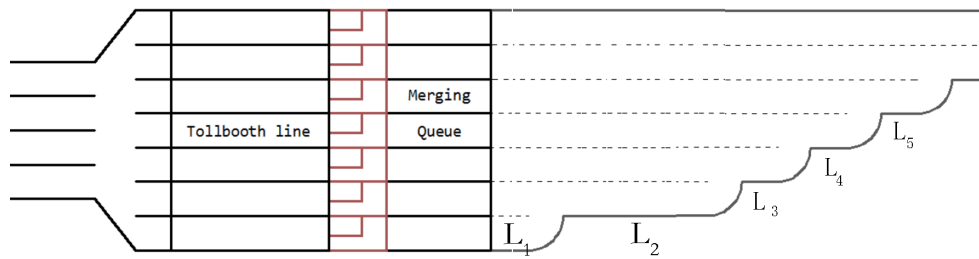 Merging
Tollbooth line
Queue
L₁
L₂
L₃
L₄
L₅